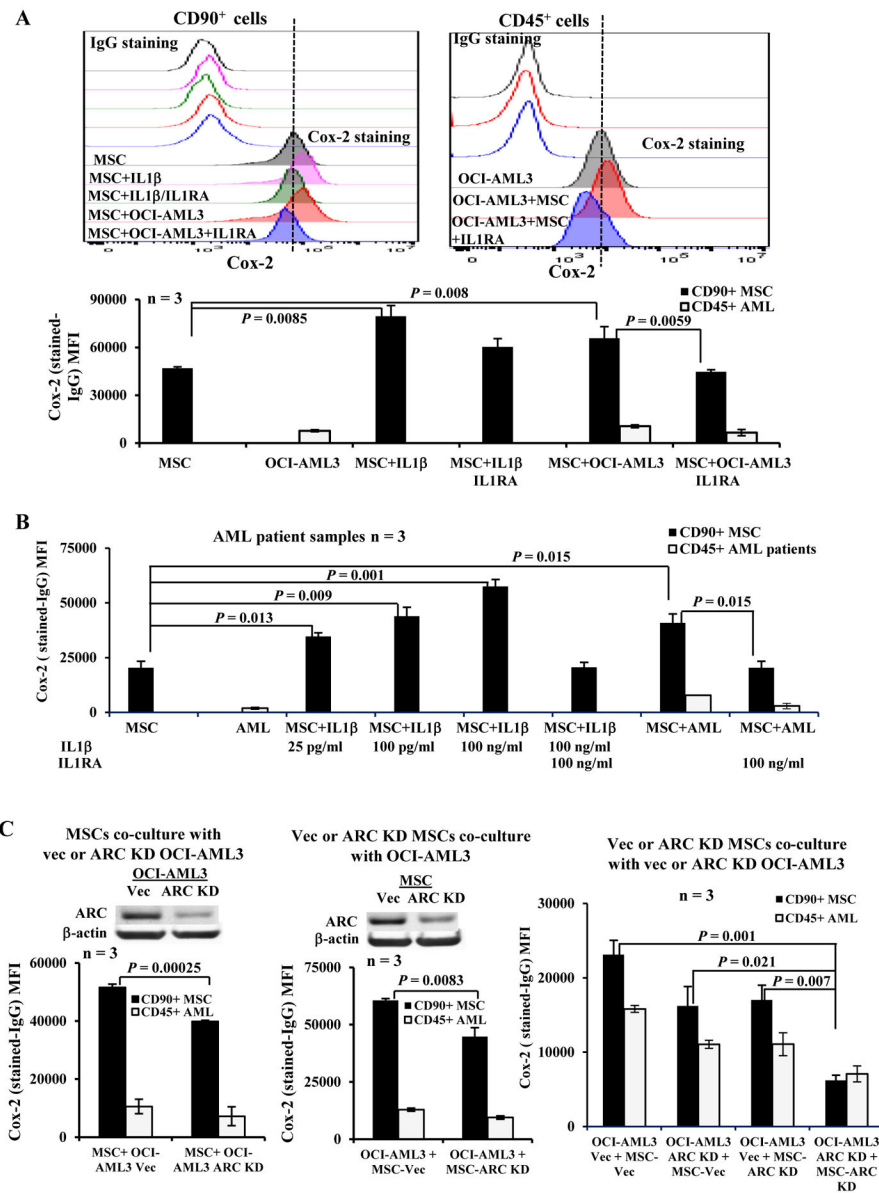 A
CD90+ cells
CD45+ cells
IgG staining
IgG staining
Cox-2 staining
Cox-2 staining
MSC
MSC+IL1β
MSC+IL1β/IL1RA
MSC+OCI-AML3
MSC+OCI-AML3+IL1RA
OCI-AML3
OCI-AML3+MSC
OCI-AML3+MSC
+IL1RA
10^3 10^5 10^7
10^3 10^5 10^7
Cox-2
Cox-2
Cox-2 (stained-
IgG) MFI
90000
60000
30000
0
n = 3
P = 0.008
P = 0.0085
P = 0.0059
CD90+ MSC
CD45+ AML
MSC
OCI-AML3
MSC+IL1β
MSC+IL1β
IL1RA
MSC+OCI-AML3
MSC+OCI-AML3
IL1RA
B
AML patient samples n = 3
CD90+ MSC
CD45+ AML patients
Cox-2 ( stained-IgG) MFI
75000
50000
25000
0
P = 0.015
P = 0.001
P = 0.009
P = 0.013
P = 0.015
MSC AML MSC+IL1β MSC+IL1β MSC+IL1β MSC+IL1β MSC+AML MSC+AML
IL1β 25 pg/ml 100 pg/ml 100 ng/ml 100 ng/ml
IL1RA 100 ng/ml 100 ng/ml
C
MSCs co-culture with
vec or ARC KD OCI-AML3
OCI-AML3
Vec ARC KD
ARC
β-actin
n = 3
P = 0.00025
CD90+ MSC
CD45+ AML
Cox-2 (stained-IgG) MFI
60000
40000
20000
0
MSC+ OCI-
AML3 Vec
MSC+ OCI-
AML3 ARC KD
Vec or ARC KD MSCs co-culture
with OCI-AML3
MSC
Vec ARC KD
ARC
β-actin
n = 3
P = 0.0083
CD90+ MSC
CD45+ AML
Cox-2 (stained-IgG) MFI
75000
50000
25000
0
OCI-AML3 +
MSC-Vec
OCI-AML3 +
MSC-ARC KD
Vec or ARC KD MSCs co-culture
with vec or ARC KD OCI-AML3
n = 3
CD90+ MSC
CD45+ AML
P = 0.001
P = 0.021
P = 0.007
Cox-2 ( stained-IgG) MFI
30000
20000
10000
0
OCI-AML3
Vec + MSC-
Vec
OCI-AML3
ARC KD +
MSC-Vec
OCI-AML3
Vec + MSC-
ARC KD
OCI-AML3
ARC KD +
MSC-ARC
KD